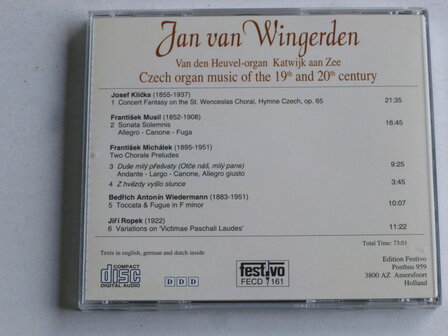 Jan van Wingerden
Van den Heuvel-organ Katwijk aan Zee
Czech organ music of the 19th and 20th century
Josef Klička (1855-1937)
1 Concert Fantasy on the St. Wenceslas Choral, Hymne Czech, op. 65 21:35
František Musil (1852-1908)
2 Sonata Solemnis 16:45
Allegro - Canone - Fuga
František Michálek (1895-1951)
Two Chorale Preludes
3 Duše milý přešivaty (Otče náš, milý pane) 9:25
Andante - Largo - Canone, Allegro giusto
4 Z hvězdy vyšlo slunce 3:45
Bedřich Antonín Wiedermann (1883-1951)
5 Toccata & Fugue in F minor 10:07
Jiří Ropek (1922)
6 Variations on 'Victimae Paschali Laudes' 11:22
Total Time: 73:01
Texts in english, german and dutch inside
COMPACT
disc
DIGITAL AUDIO
D D D
festivo
FECD 161
Edition Festivo
Postbus 959
3800 AZ Amersfoort
Holland